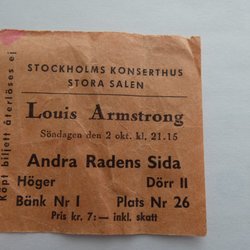 STOCKHOLMS KONSERTHUS
STORA SALEN
Louis Armstrong
Söndagen den 2 okt. kl. 21.15
Andra Radens Sida
Höger Dörr II
Bänk Nr 1 Plats Nr 26
Pris kr. 7:— inkl. skatt
Köpt biljett återlöses ej